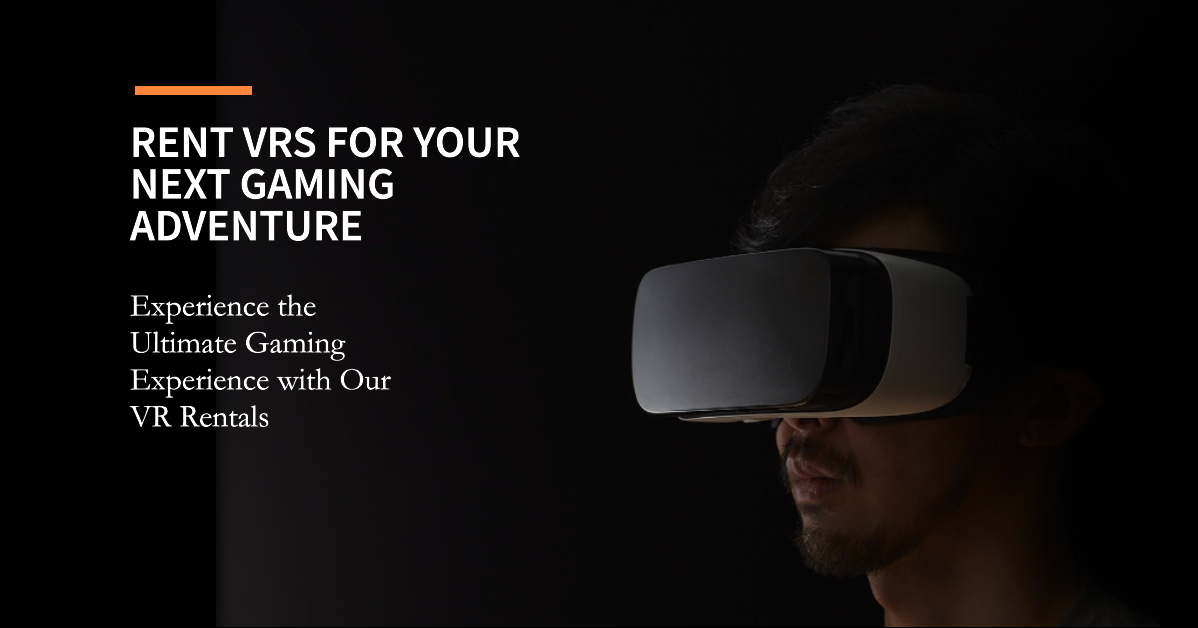 RENT VRS FOR YOUR
NEXT GAMING
ADVENTURE
Experience the
Ultimate Gaming
Experience with Our
VR Rentals